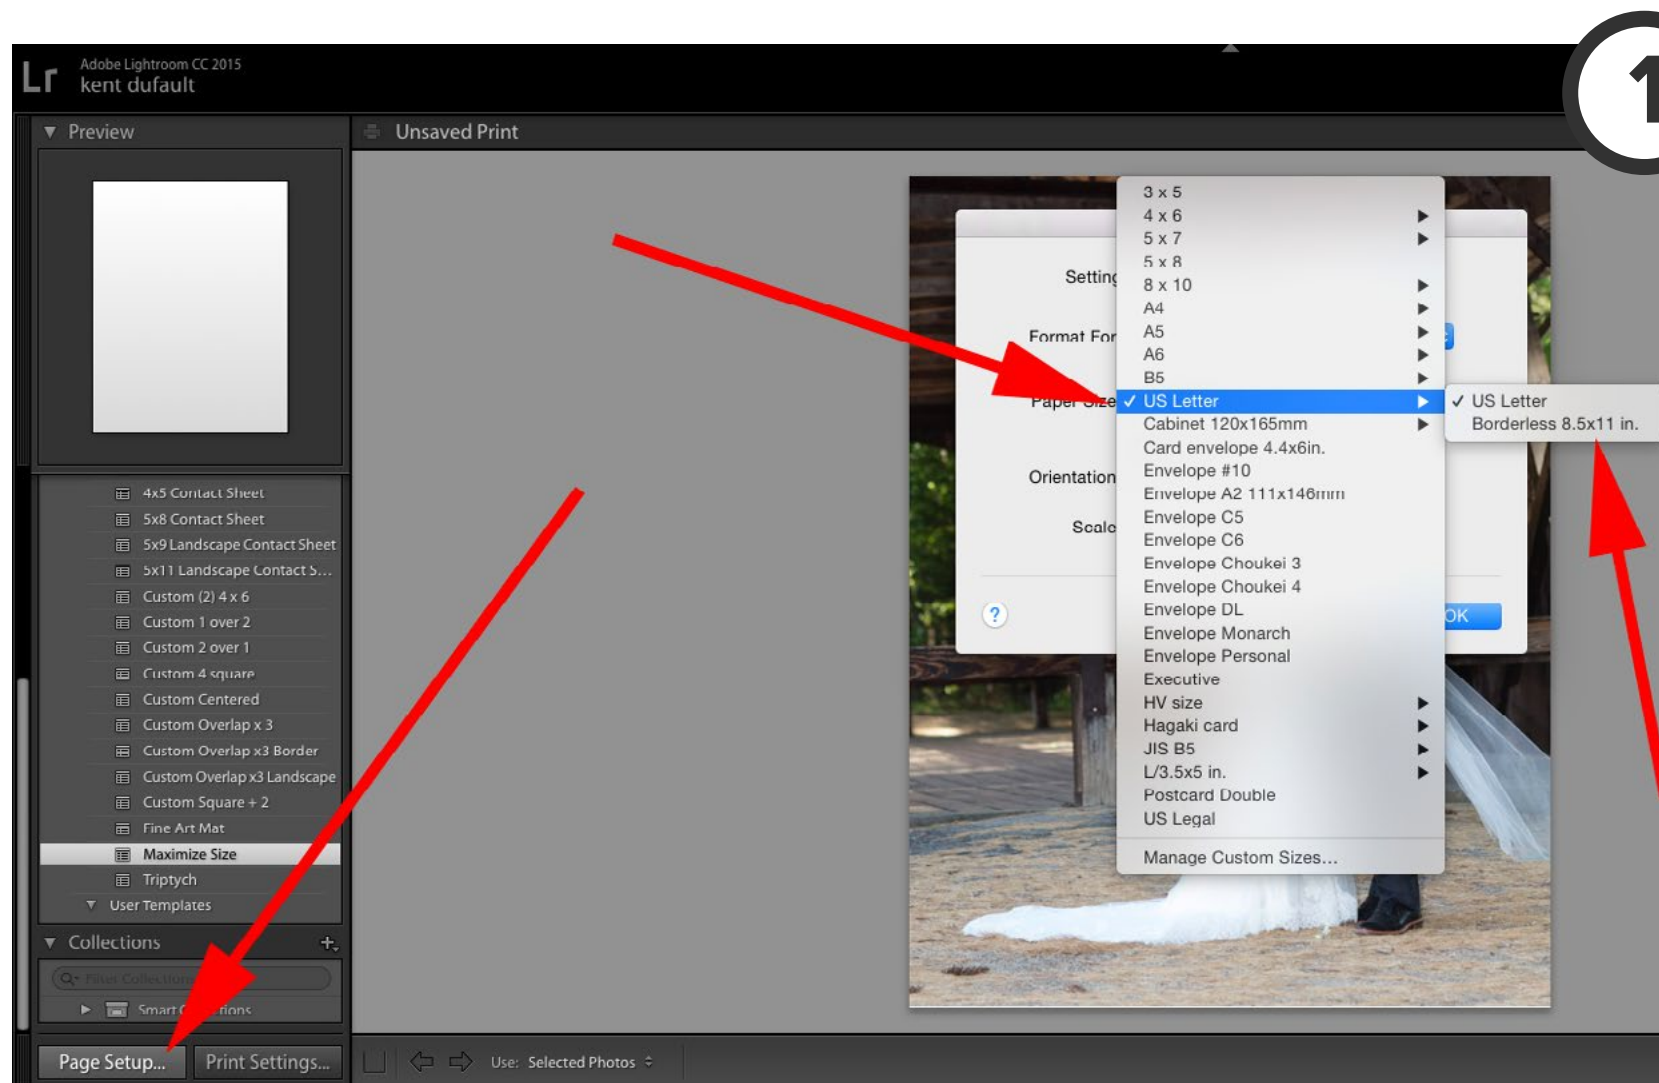 1
Lr
Adobe Lightroom CC 2015
kent dufault
Preview
Unsaved Print
4x5 Contact Sheet
5x8 Contact Sheet
5x9 Landscape Contact Sheet
5x11 Landscape Contact S...
Custom (2) 4 x 6
Custom 1 over 2
Custom 2 over 1
Custom 4 square
Custom Centered
Custom Overlap x 3
Custom Overlap x3 Border
Custom Overlap x3 Landscape
Custom Square + 2
Fine Art Mat
Maximize Size
Triptych
User Templates
Collections
Filter Collections
Smart
Page Setup...
Print Settings...
Use: Selected Photos
Setting
Format For
Paper Size
Orientation
Scale
?
OK
3 x 5
4 x 6
5 x 7
5 x 8
8 x 10
A4
A5
A6
B5
✓ US Letter
Cabinet 120x165mm
Card envelope 4.4x6in.
Envelope #10
Envelope A2 111x146mm
Envelope C5
Envelope C6
Envelope Choukei 3
Envelope Choukei 4
Envelope DL
Envelope Monarch
Envelope Personal
Executive
HV size
Hagaki card
JIS B5
L/3.5x5 in.
Postcard Double
US Legal
Manage Custom Sizes...
✓ US Letter
Borderless 8.5x11 in.